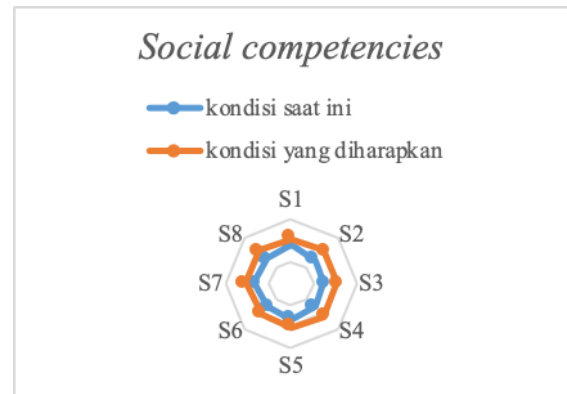 Social competencies
kondisi saat ini
kondisi yang diharapkan
S1
S8 S2
S7 S3
S6 S4
S5